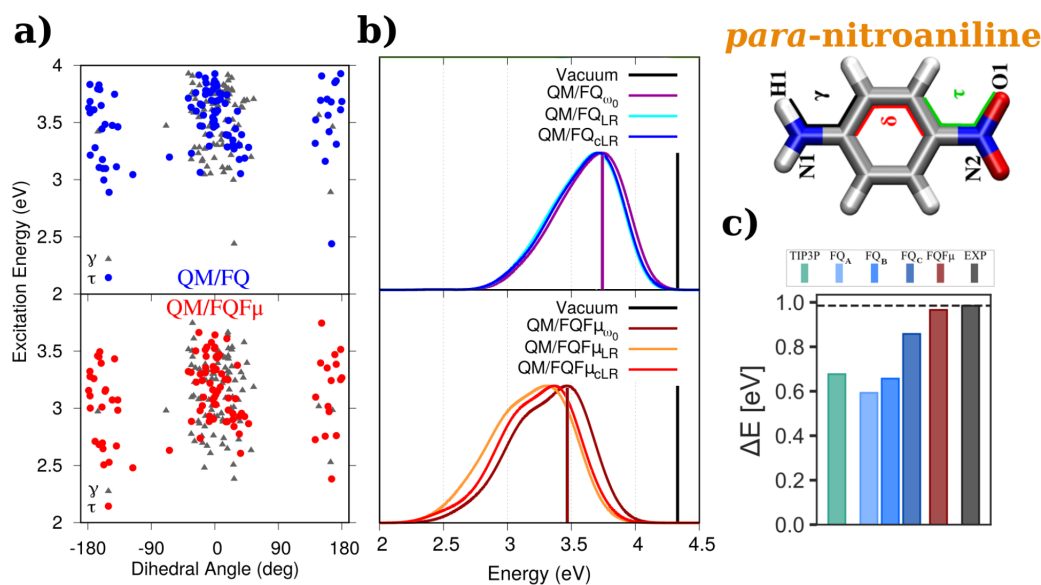 a)
b)
para-nitroaniline
4
3.5
3
2.5
2
γ
τ
QM/FQ
QM/FQFμ
3.5
3
2.5
2
γ
τ
-180
-90
0
90
180
Dihedral Angle (deg)
Excitation Energy (eV)
Vacuum
QM/FQω0
QM/FQLR
QM/FQcLR
Vacuum
QM/FQFμω0
QM/FQFμLR
QM/FQFμcLR
2
2.5
3
3.5
4
4.5
Energy (eV)
H1
γ
δ
τ
O1
N1
N2
c)
TIP3P
FQA
FQB
FQC
FQFμ
EXP
1.0
0.8
0.6
0.4
0.2
0.0
ΔE [eV]